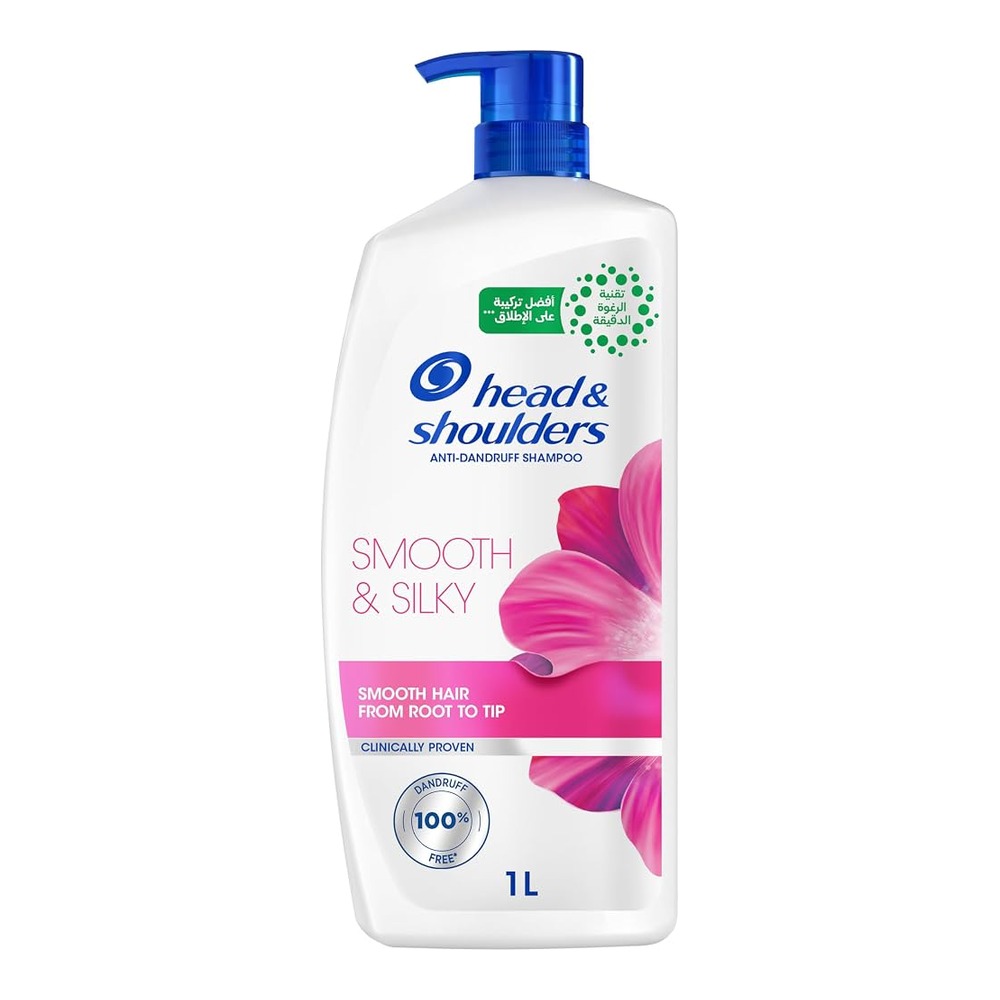 أفضل تركيبة
على الإطلاق***
تقنية
الرغوة
الدقيقة
head &
shoulders
ANTI-DANDRUFF SHAMPOO
SMOOTH
& SILKY
SMOOTH HAIR
FROM ROOT TO TIP
CLINICALLY PROVEN
DANDRUFF
100%
FREE*
1L